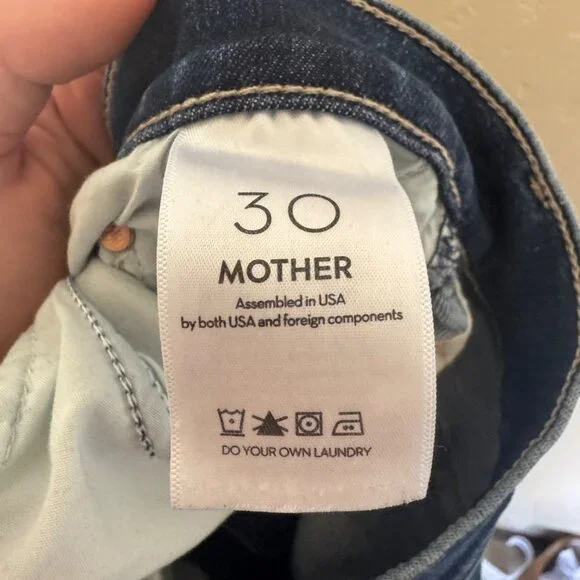 30
MOTHER
Assembled in USA
by both USA and foreign components
DO YOUR OWN LAUNDRY